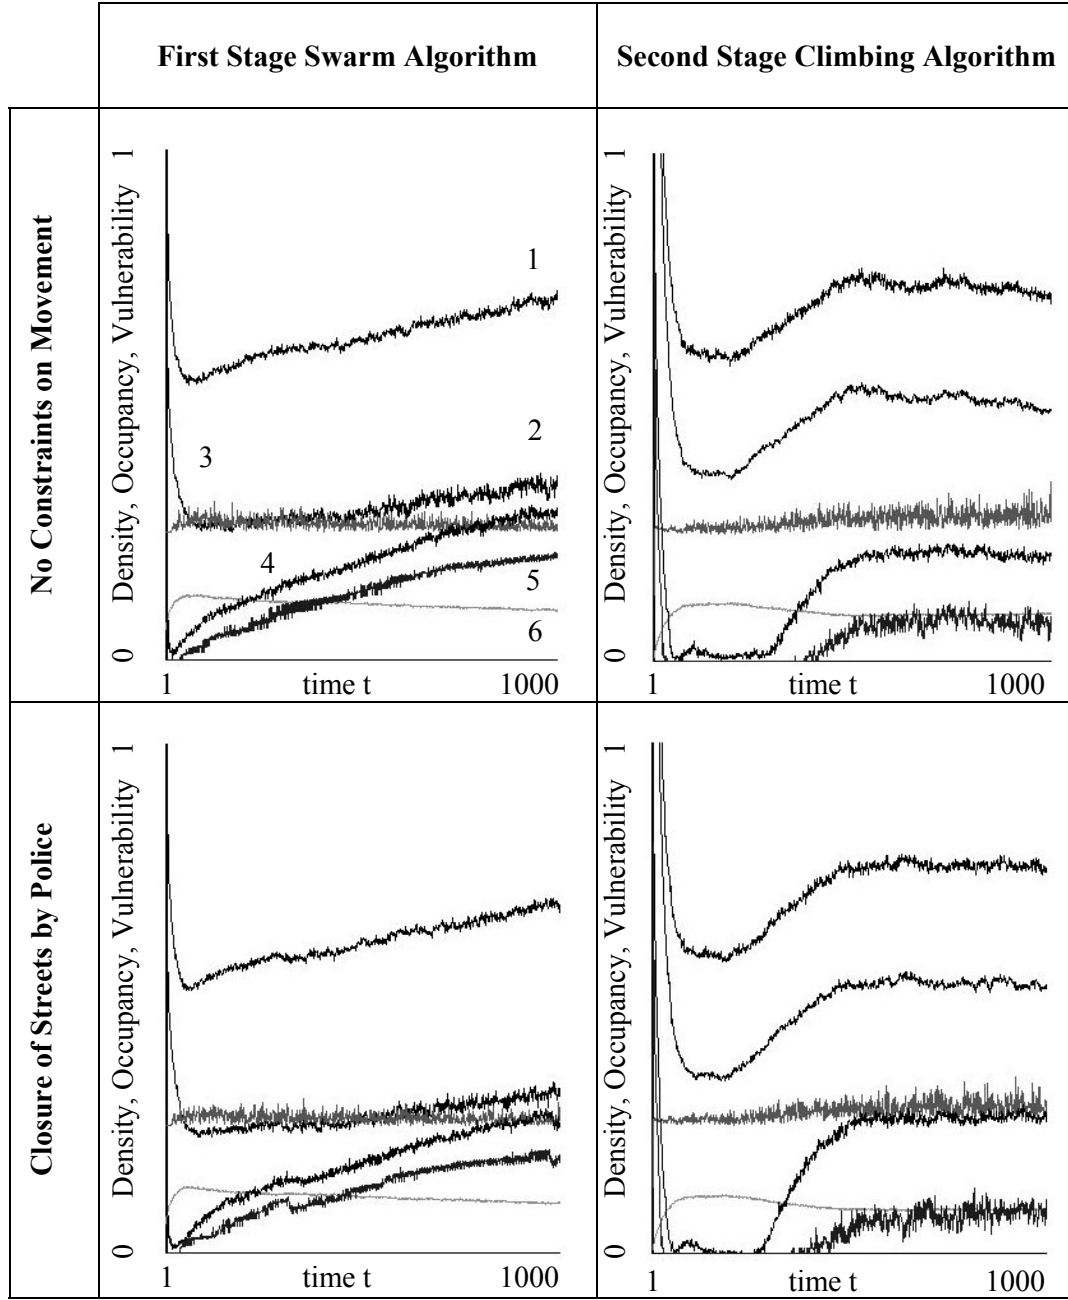 First Stage Swarm Algorithm
Second Stage Climbing Algorithm
No Constraints on Movement
0 Density, Occupancy, Vulnerability 1
1
2
3
4
5
6
1 time t 1000
0 Density, Occupancy, Vulnerability 1
1 time t 1000
Closure of Streets by Police
0 Density, Occupancy, Vulnerability 1
1 time t 1000
0 Density, Occupancy, Vulnerability 1
1 time t 1000